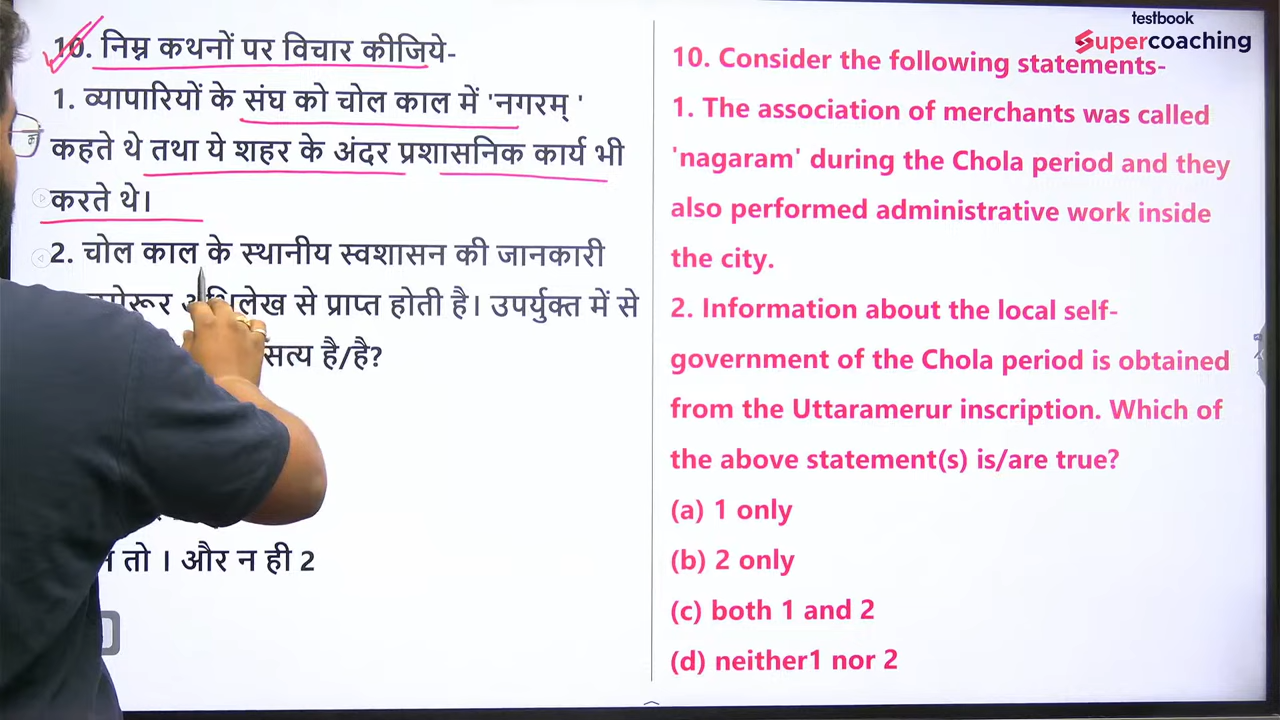 testbook
Supercoaching
10. निम्न कथनों पर विचार कीजिये-
1. व्यापारियों के संघ को चोल काल में 'नगरम् '
कहते थे तथा ये शहर के अंदर प्रशासनिक कार्य भी
करते थे।
2. चोल काल के स्थानीय स्वशासन की जानकारी
से प्राप्त होती है। उपर्युक्त में से
सत्य है/है?
तो । और न ही 2
10. Consider the following statements-
1. The association of merchants was called
'nagaram' during the Chola period and they
also performed administrative work inside
the city.
2. Information about the local self-
government of the Chola period is obtained
from the Uttaramerur inscription. Which of
the above statement(s) is/are true?
(a) 1 only
(b) 2 only
(c) both 1 and 2
(d) neither1 nor 2